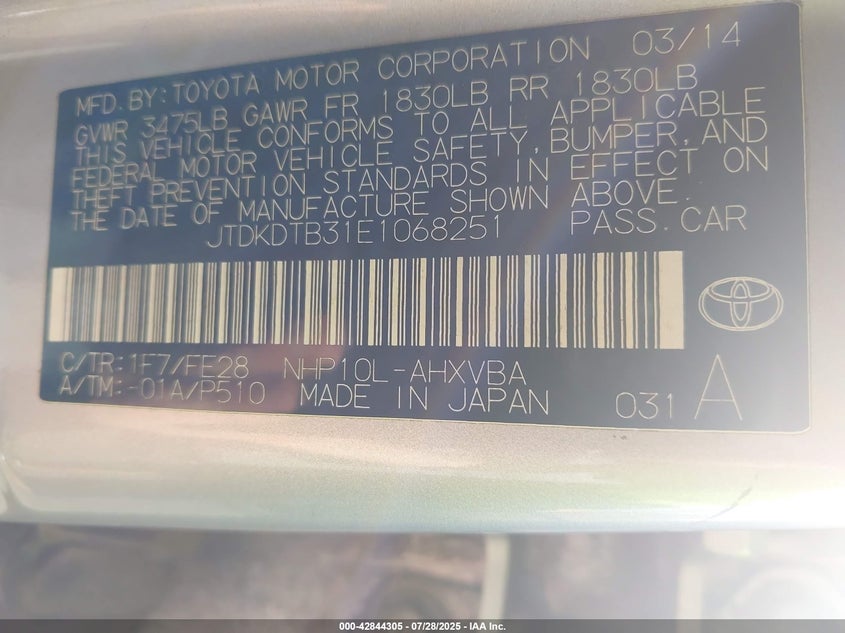 MFD. BY: TOYOTA MOTOR CORPORATION 03/14
GVWR 3475LB GAWR FR 1830LB RR 1830LB
THIS VEHICLE CONFORMS TO ALL APPLICABLE
FEDERAL MOTOR VEHICLE SAFETY, BUMPER, AND
THEFT PREVENTION STANDARDS IN EFFECT ON
THE DATE OF MANUFACTURE SHOWN ABOVE.
JTDKDTB31E1068251 PASS. CAR
C/TR: 1F7/FE28 NHP10L-AHXVBA
A/TM: -01A/P510 MADE IN JAPAN 031 A
000-42844305 - 07/28/2025 - IAA Inc.